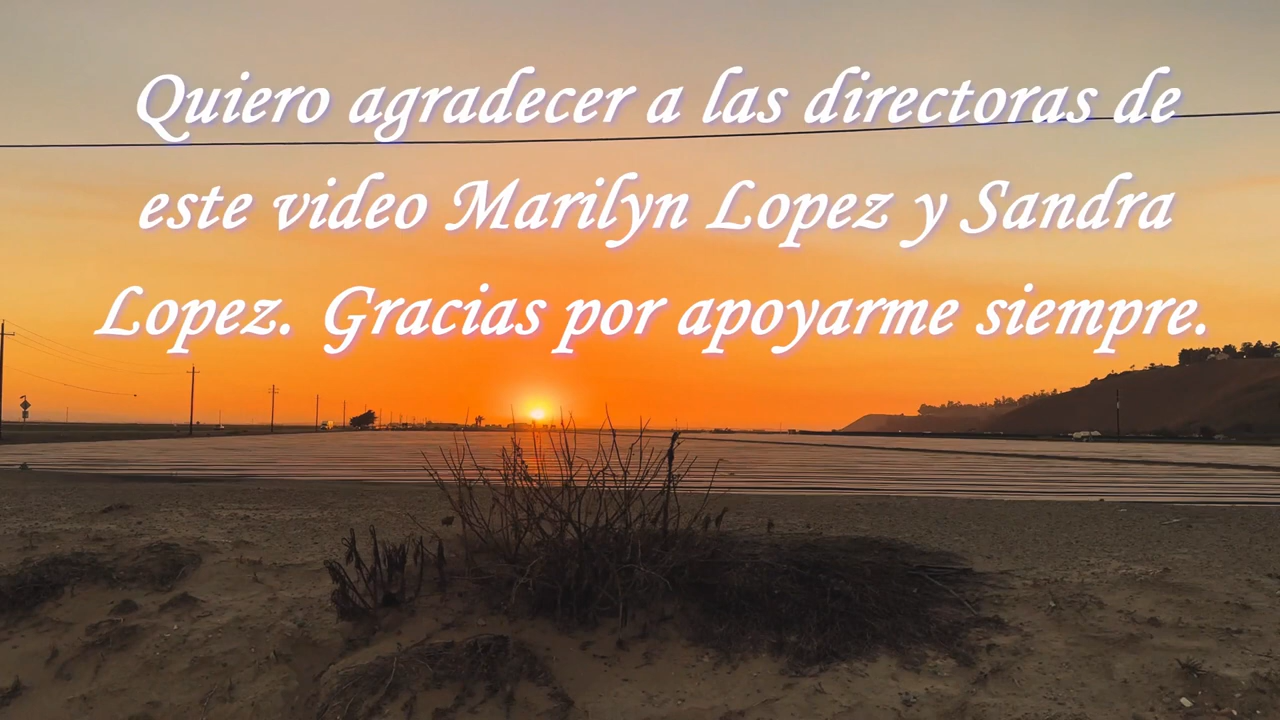 Quiero agradecer a las directoras de
este video Marilyn Lopez y Sandra
Lopez. Gracias por apoyarme siempre.